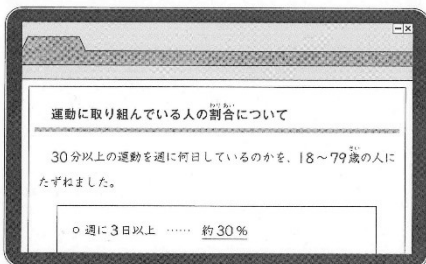 運動に取り組んでいる人の割合について
30分以上の運動を週に何日しているのかを、18〜79歳の人に
たずねました。
○ 週に3日以上 …… 約30%